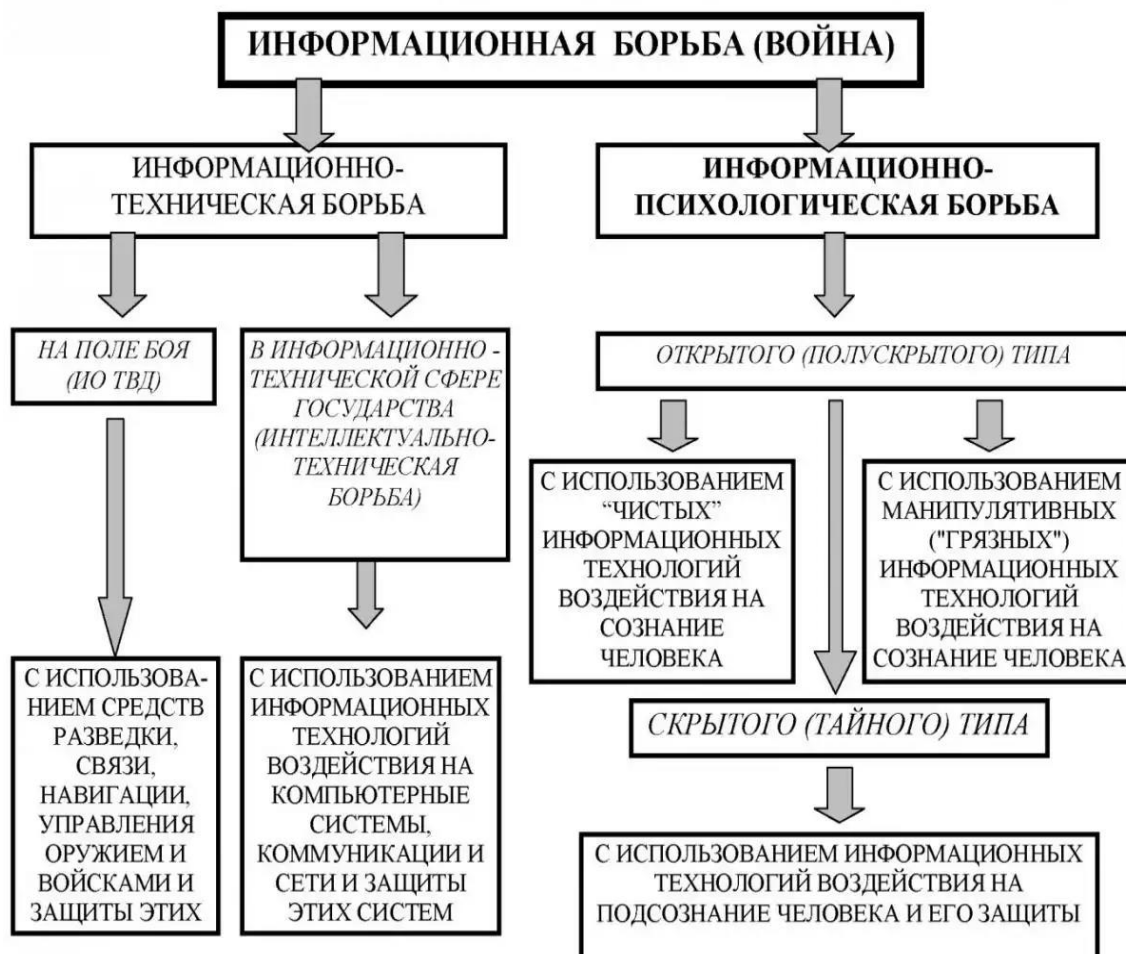 ИНФОРМАЦИОННАЯ БОРЬБА (ВОЙНА)
ИНФОРМАЦИОННО-
ТЕХНИЧЕСКАЯ БОРЬБА
ИНФОРМАЦИОННО-
ПСИХОЛОГИЧЕСКАЯ БОРЬБА
НА ПОЛЕ БОЯ
(ИО ТВД)
В ИНФОРМАЦИОННО -
ТЕХНИЧЕСКОЙ СФЕРЕ
ГОСУДАРСТВА
(ИНТЕЛЛЕКТУАЛЬНО-
ТЕХНИЧЕСКАЯ
БОРЬБА)
ОТКРЫТОГО (ПОЛУСКРЫТОГО) ТИПА
С ИСПОЛЬЗОВАНИЕМ
“ЧИСТЫХ”
ИНФОРМАЦИОННЫХ
ТЕХНОЛОГИЙ
ВОЗДЕЙСТВИЯ НА
СОЗНАНИЕ
ЧЕЛОВЕКА
С ИСПОЛЬЗОВАНИЕМ
МАНИПУЛЯТИВНЫХ
("ГРЯЗНЫХ")
ИНФОРМАЦИОННЫХ
ТЕХНОЛОГИЙ
ВОЗДЕЙСТВИЯ НА
СОЗНАНИЕ ЧЕЛОВЕКА
С ИСПОЛЬЗОВА-
НИЕМ СРЕДСТВ
РАЗВЕДКИ,
СВЯЗИ,
НАВИГАЦИИ,
УПРАВЛЕНИЯ
ОРУЖИЕМ И
ВОЙСКАМИ И
ЗАЩИТЫ ЭТИХ
С ИСПОЛЬЗОВАНИЕМ
ИНФОРМАЦИОННЫХ
ТЕХНОЛОГИЙ
ВОЗДЕЙСТВИЯ НА
КОМПЬЮТЕРНЫЕ
СИСТЕМЫ,
КОММУНИКАЦИИ И
СЕТИ И ЗАЩИТЫ
ЭТИХ СИСТЕМ
СКРЫТОГО (ТАЙНОГО) ТИПА
С ИСПОЛЬЗОВАНИЕМ ИНФОРМАЦИОННЫХ
ТЕХНОЛОГИЙ ВОЗДЕЙСТВИЯ НА
ПОДСОЗНАНИЕ ЧЕЛОВЕКА И ЕГО ЗАЩИТЫ